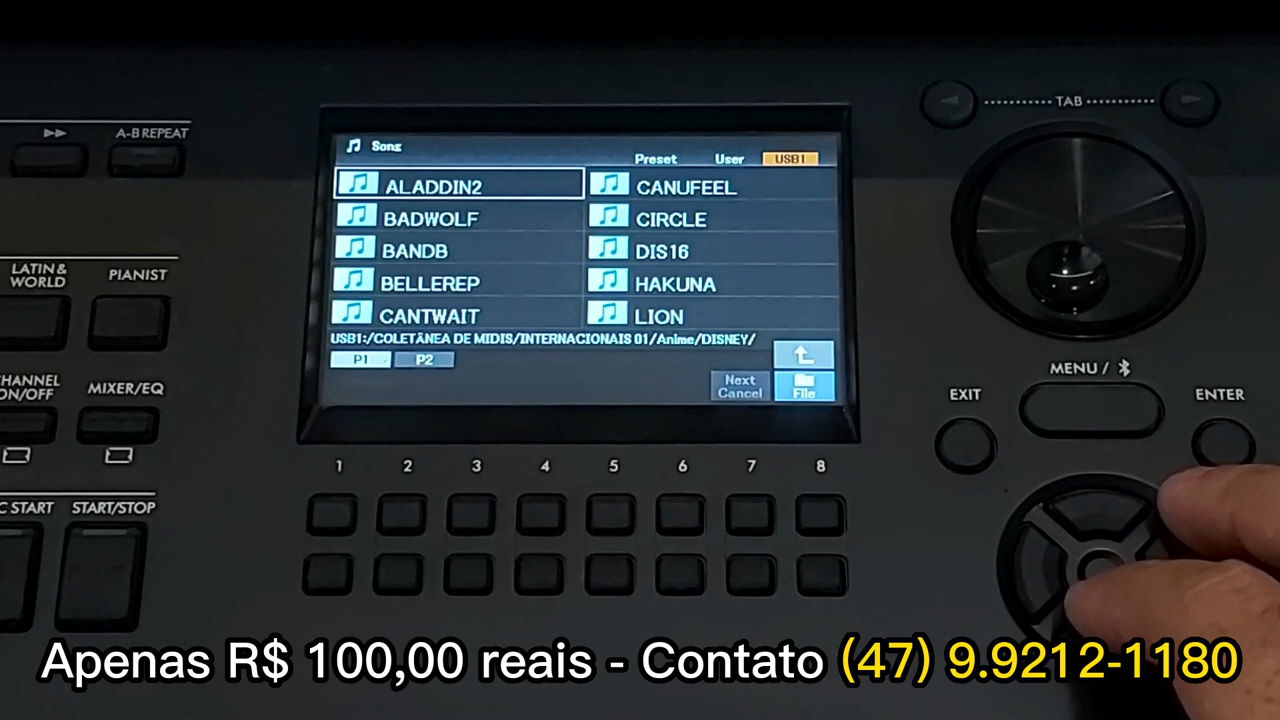 TAB
A-B REPEAT
Song
Preset User USB1
ALADDIN2 CANUFEEL
BADWOLF CIRCLE
BANDB DIS16
BELLEREP HAKUNA
CANTWAIT LION
USB1:/COLETÂNEA DE MIDIS/INTERNACIONAIS 01/Anime/DISNEY/
P1 P2
Next
Cancel
File
LATIN &
WORLD
PIANIST
CHANNEL
ON/OFF
MIXER/EQ
MENU /
EXIT
ENTER
1 2 3 4 5 6 7 8
C START START/STOP
Apenas R$ 100,00 reais - Contato (47) 9.9212-1180